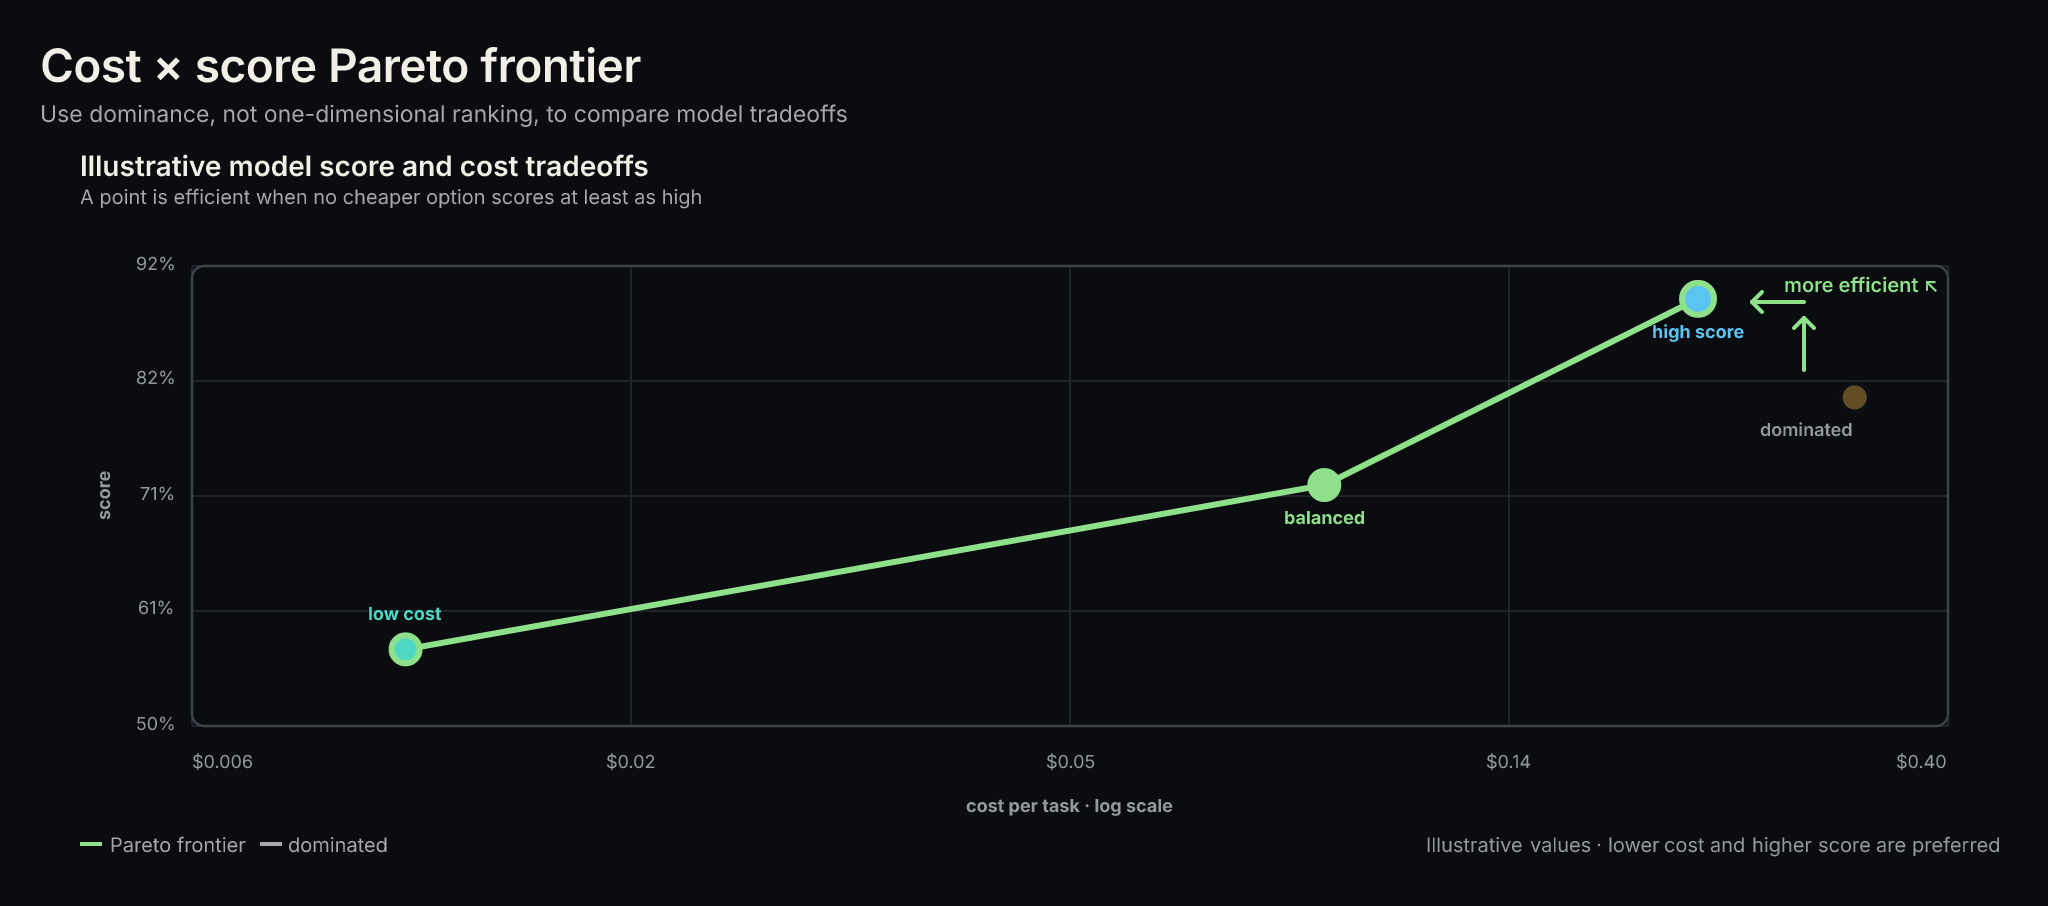 Cost × score Pareto frontier
Use dominance, not one-dimensional ranking, to compare model tradeoffs
Illustrative model score and cost tradeoffs
A point is efficient when no cheaper option scores at least as high
92%
more efficient ↖
high score
82%
dominated
score
71%
balanced
61%
low cost
50%
$0.006
$0.02
$0.05
$0.14
$0.40
cost per task · log scale
Pareto frontier
dominated
Illustrative values · lower cost and higher score are preferred